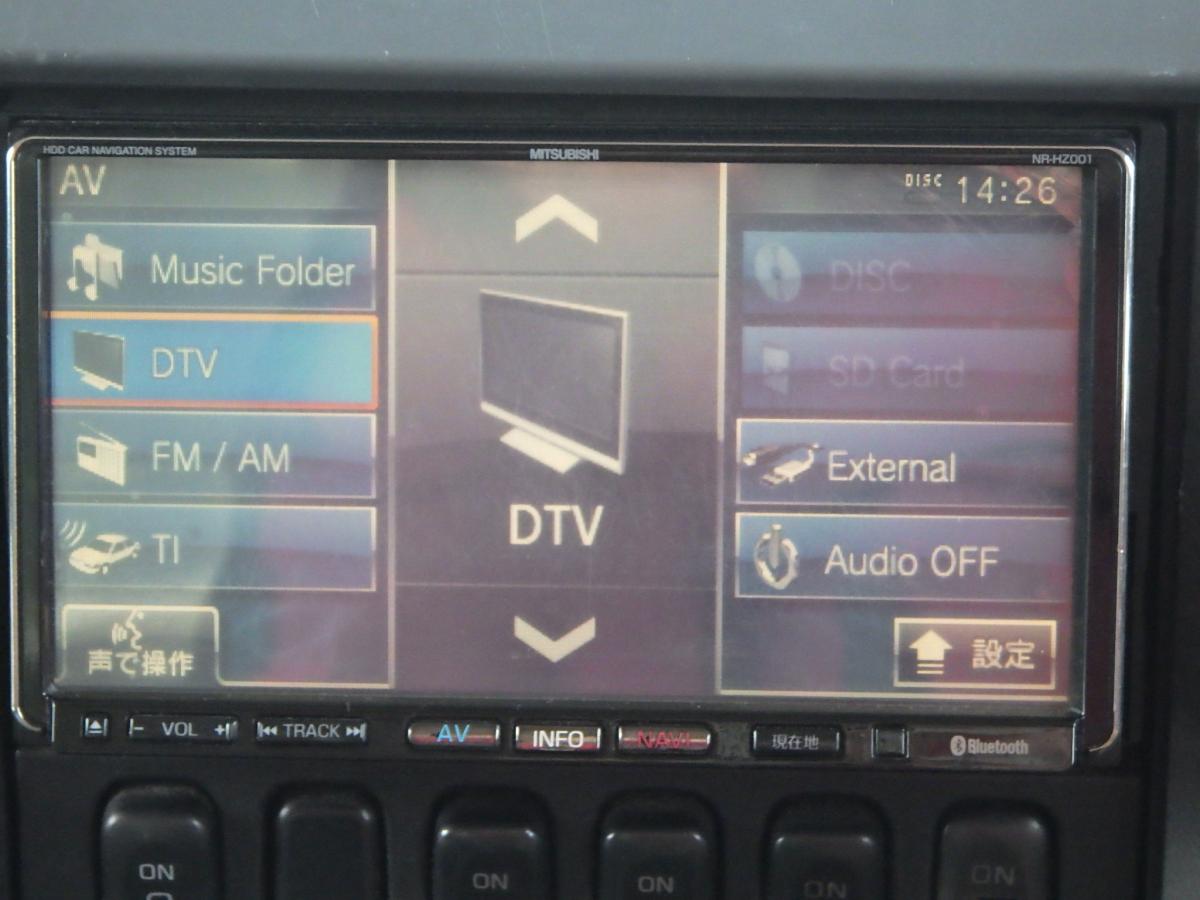 HDD CAR NAVIGATION SYSTEM
MITSUBISHI
NR-HZ001
AV
DISC 14:26
Music Folder
DTV
FM / AM
TI
声で操作
DTV
DISC
SD Card
External
Audio OFF
設定
− VOL +
TRACK
AV
INFO
NAVI
現在地
Bluetooth
ON
ON
ON
ON
ON